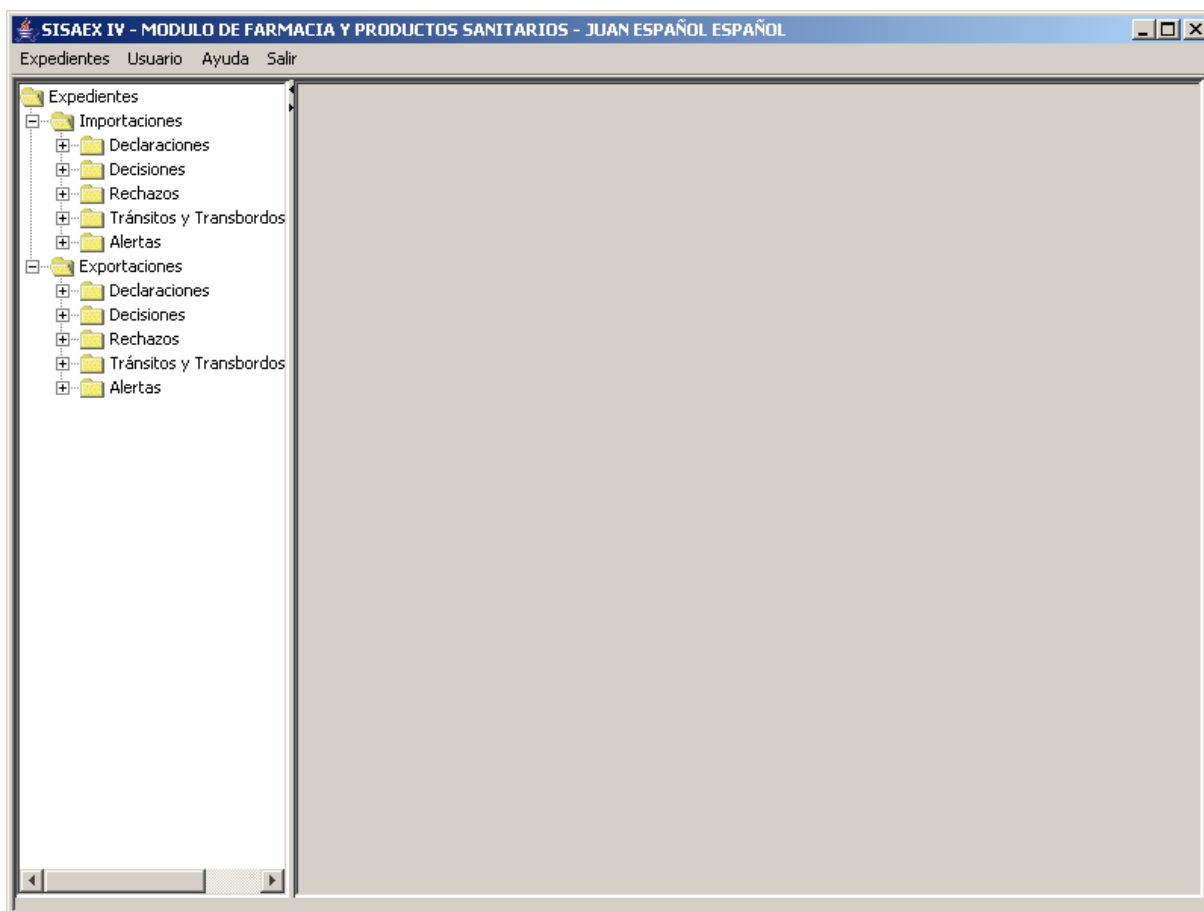 SISAEX IV - MODULO DE FARMACIA Y PRODUCTOS SANITARIOS - JUAN ESPAÑOL ESPAÑOL
Expedientes Usuario Ayuda Salir
Expedientes
Importaciones
Declaraciones
Decisiones
Rechazos
Tránsitos y Transbordos
Alertas
Exportaciones
Declaraciones
Decisiones
Rechazos
Tránsitos y Transbordos
Alertas